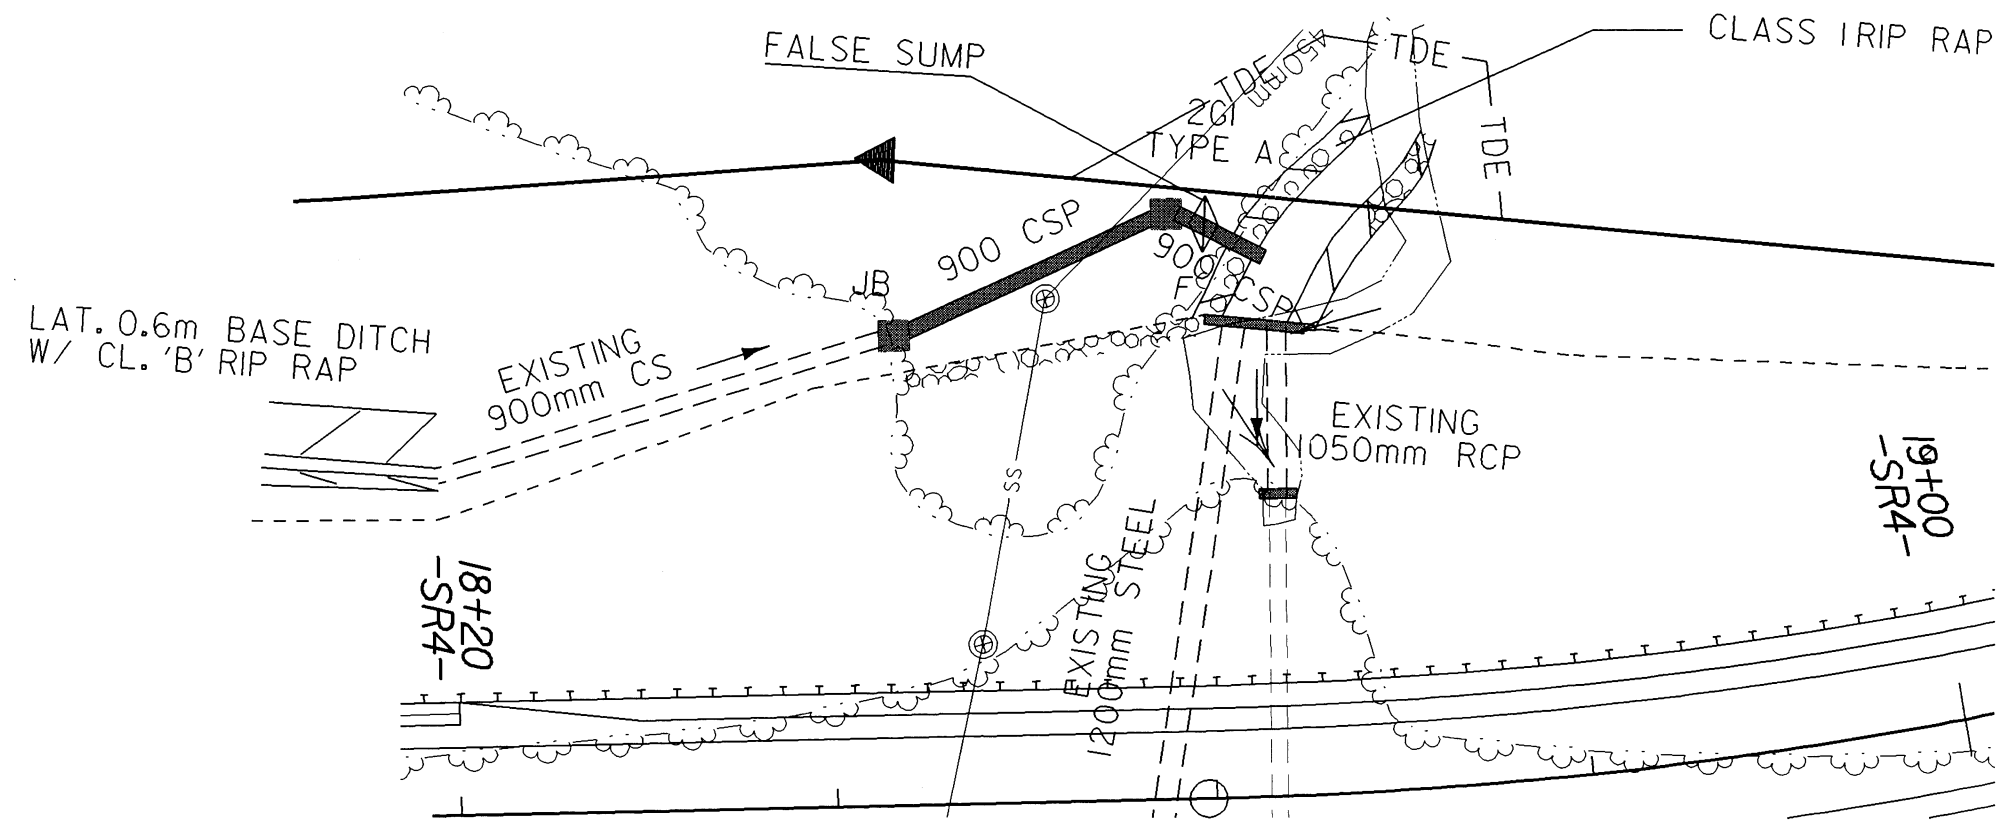 FALSE SUMP
CLASS I RIP RAP
450mm
TDE
TDE
TDE
2GI
TYPE A
900 CSP
900 CSP
JB
F
LAT. 0.6m BASE DITCH
W/ CL. 'B' RIP RAP
EXISTING
900mm CS
EXISTING
1050mm RCP
SS
EXISTING
1200mm STEEL
18+20
-SR4-
19+00
-SR4-